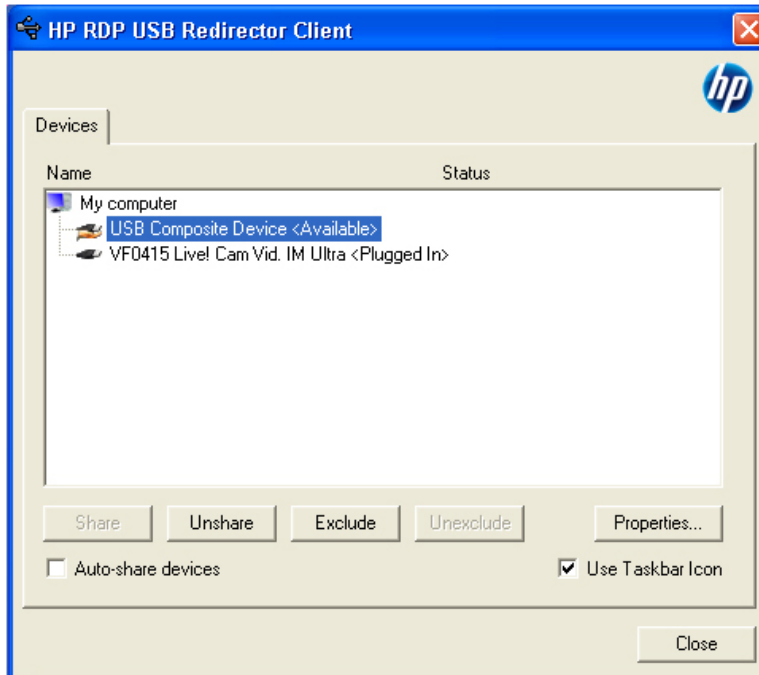 HP RDP USB Redirector Client
hp
Devices
Name Status
My computer
USB Composite Device <Available>
VF0415 Live! Cam Vid. IM Ultra <Plugged In>
Share Unshare Exclude Unexclude Properties...
Auto-share devices Use Taskbar Icon
Close